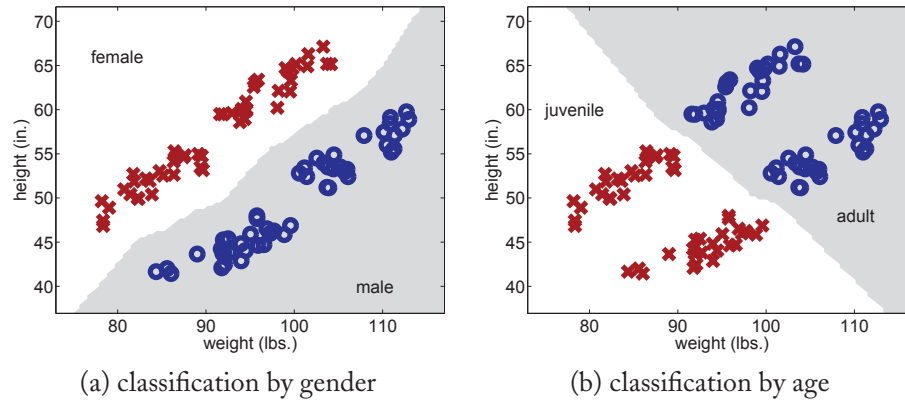 70
65
60
55
50
45
40
height (in.)
female
male
80
90
100
110
weight (lbs.)
(a) classification by gender
70
65
60
55
50
45
40
height (in.)
juvenile
adult
80
90
100
110
weight (lbs.)
(b) classification by age